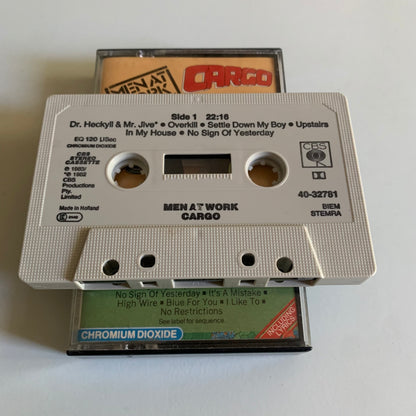 MEN AT
WORK
CARGO
Side 1 22:16
Dr. Heckyll & Mr. Jive* • Overkill • Settle Down My Boy • Upstairs
In My House • No Sign Of Yesterday
EQ 120 µSec
CHROMIUM DIOXIDE
CBS
STEREO
CASSETTE
℗ 1983/
*℗ 1982
CBS
Productions
Pty.
Limited
Made in Holland
CBS
40-32781
BIEM
STEMRA
MEN AT WORK
CARGO
No Sign Of Yesterday ■ It's A Mistake ■
High Wire ■ Blue For You ■ I Like To ■
No Restrictions
See label for sequence.
CHROMIUM DIOXIDE
INCLUDING
LYRICS